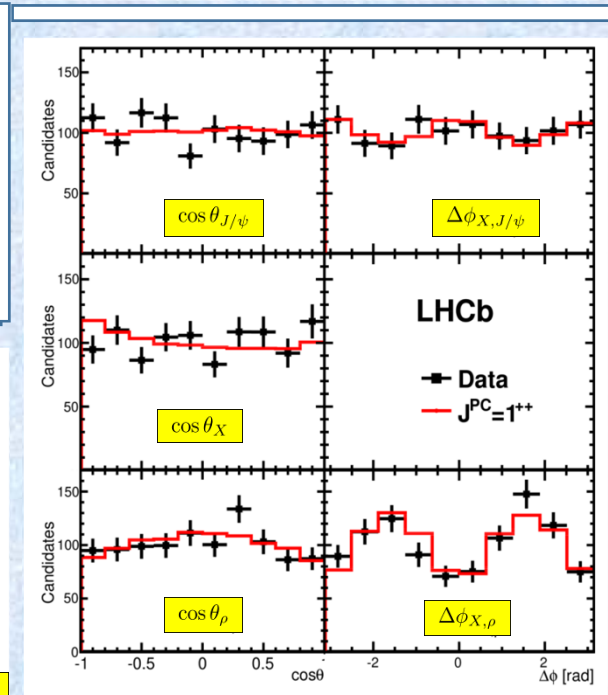 150
100
50
Candidates
cos θ_{J/ψ}
Δϕ_{X,J/ψ}
150
100
50
Candidates
cos θ_X
LHCb
Data
J^{PC}=1^{++}
150
100
50
0
Candidates
cos θ_ρ
Δϕ_{X,ρ}
-1 -0.5 0 0.5
cosθ
-2 0 2
Δϕ [rad]